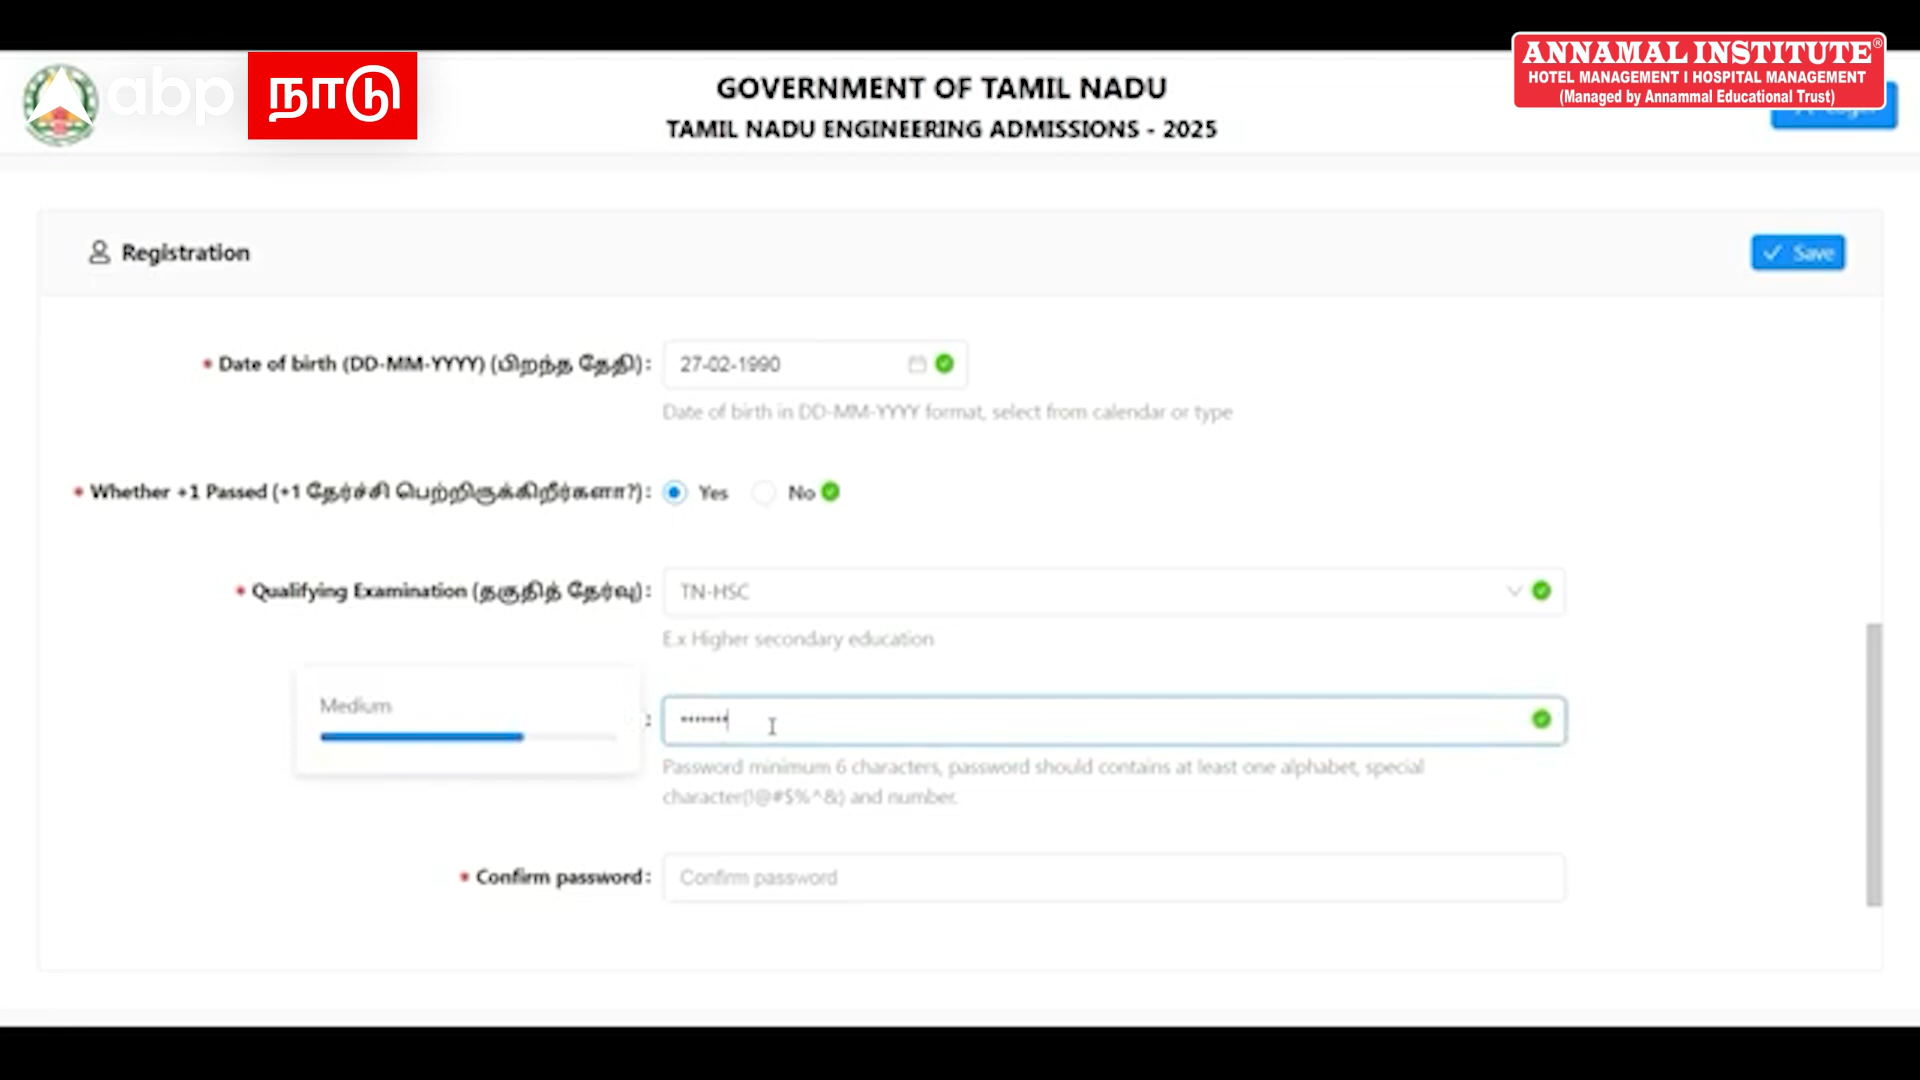 abp நாடு
GOVERNMENT OF TAMIL NADU
TAMIL NADU ENGINEERING ADMISSIONS - 2025
ANNAMAL INSTITUTE®
HOTEL MANAGEMENT I HOSPITAL MANAGEMENT
(Managed by Annammal Educational Trust)
Registration
Save
* Date of birth (DD-MM-YYYY) (பிறந்த தேதி): 27-02-1990
Date of birth in DD-MM-YYYY format, select from calendar or type
* Whether +1 Passed (+1 தேர்ச்சி பெற்றிருக்கிறீர்களா?): Yes No
* Qualifying Examination (தகுதித் தேர்வு): TN-HSC
E.x Higher secondary education
Medium
: •••••••
Password minimum 6 characters, password should contains at least one alphabet, special
character(!@#$%^&) and number.
* Confirm password: Confirm password